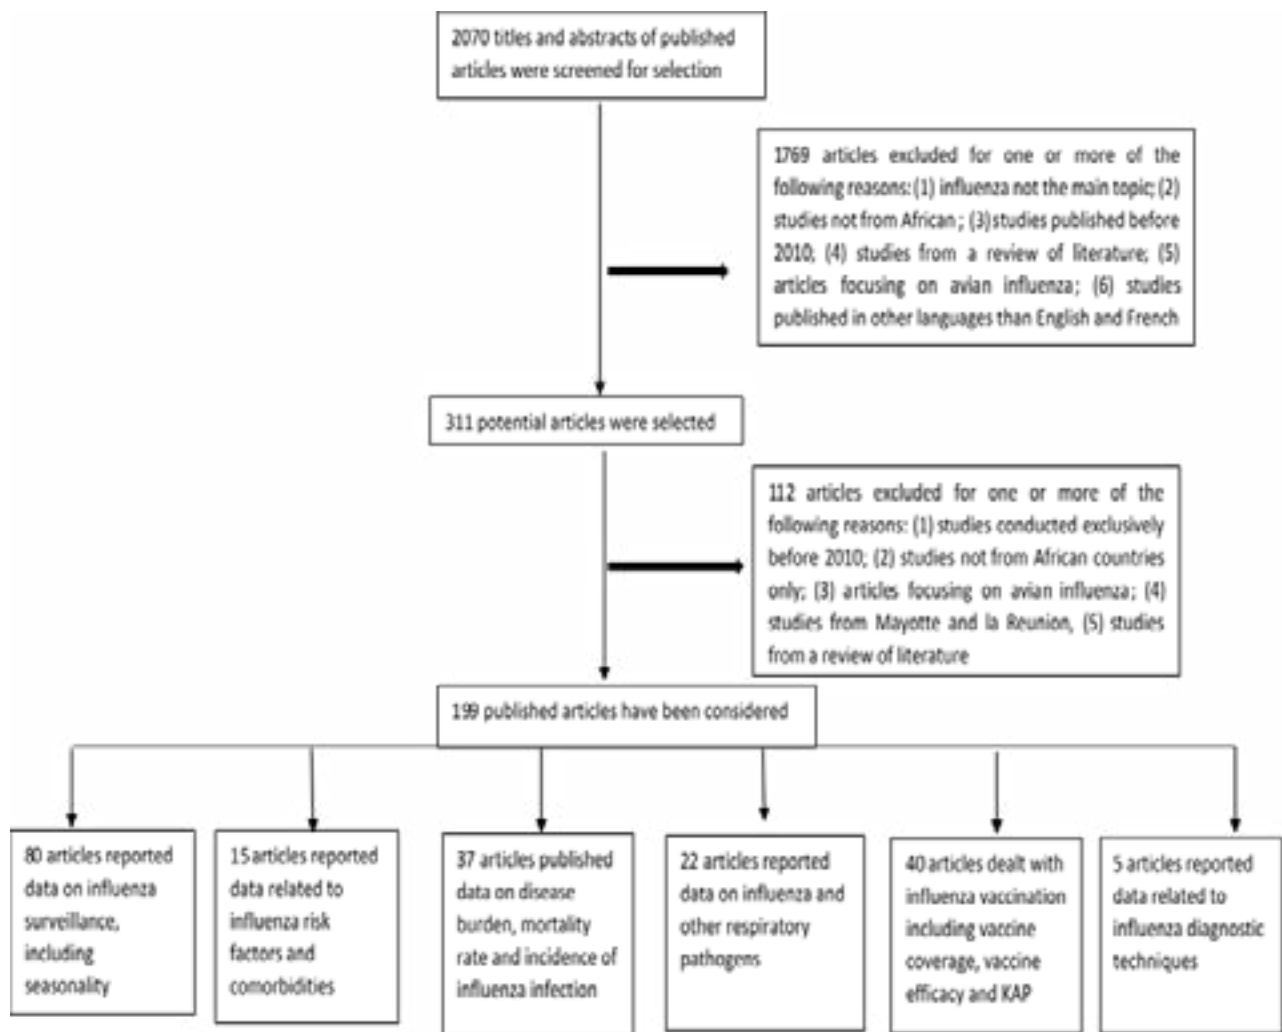 2070 titles and abstracts of published
articles were screened for selection
1769 articles excluded for one or more of the
following reasons: (1) influenza not the main topic; (2)
studies not from African ; (3) studies published before
2010; (4) studies from a review of literature; (5)
articles focusing on avian influenza; (6) studies
published in other languages than English and French
311 potential articles were selected
112 articles excluded for one or more of the
following reasons: (1) studies conducted exclusively
before 2010; (2) studies not from African countries
only; (3) articles focusing on avian influenza; (4)
studies from Mayotte and la Reunion, (5) studies
from a review of literature
199 published articles have been considered
80 articles reported
data on influenza
surveillance,
including
seasonality
15 articles reported
data related to
influenza risk
factors and
comorbidities
37 articles published
data on disease
burden, mortality
rate and incidence of
influenza infection
22 articles reported
data on influenza and
other respiratory
pathogens
40 articles dealt with
influenza vaccination
including vaccine
coverage, vaccine
efficacy and KAP
5 articles reported
data related to
influenza diagnostic
techniques